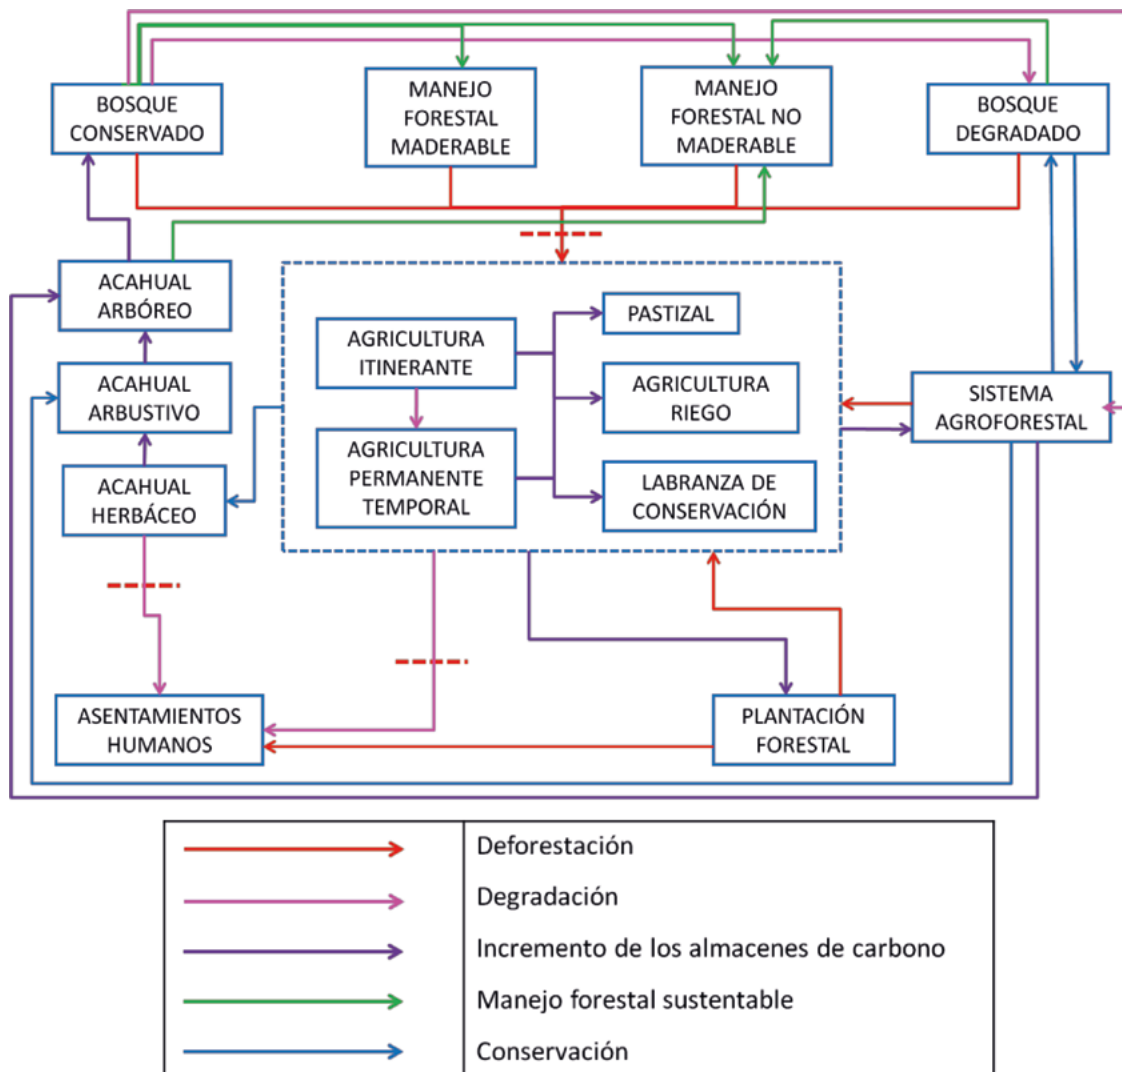 BOSQUE
CONSERVADO
MANEJO
FORESTAL
MADERABLE
MANEJO
FORESTAL NO
MADERABLE
BOSQUE
DEGRADADO
ACAHUAL
ARBÓREO
ACAHUAL
ARBUSTIVO
ACAHUAL
HERBÁCEO
AGRICULTURA
ITINERANTE
AGRICULTURA
PERMANENTE
TEMPORAL
PASTIZAL
AGRICULTURA
RIEGO
LABRANZA DE
CONSERVACIÓN
SISTEMA
AGROFORESTAL
ASENTAMIENTOS
HUMANOS
PLANTACIÓN
FORESTAL
Deforestación
Degradación
Incremento de los almacenes de carbono
Manejo forestal sustentable
Conservación